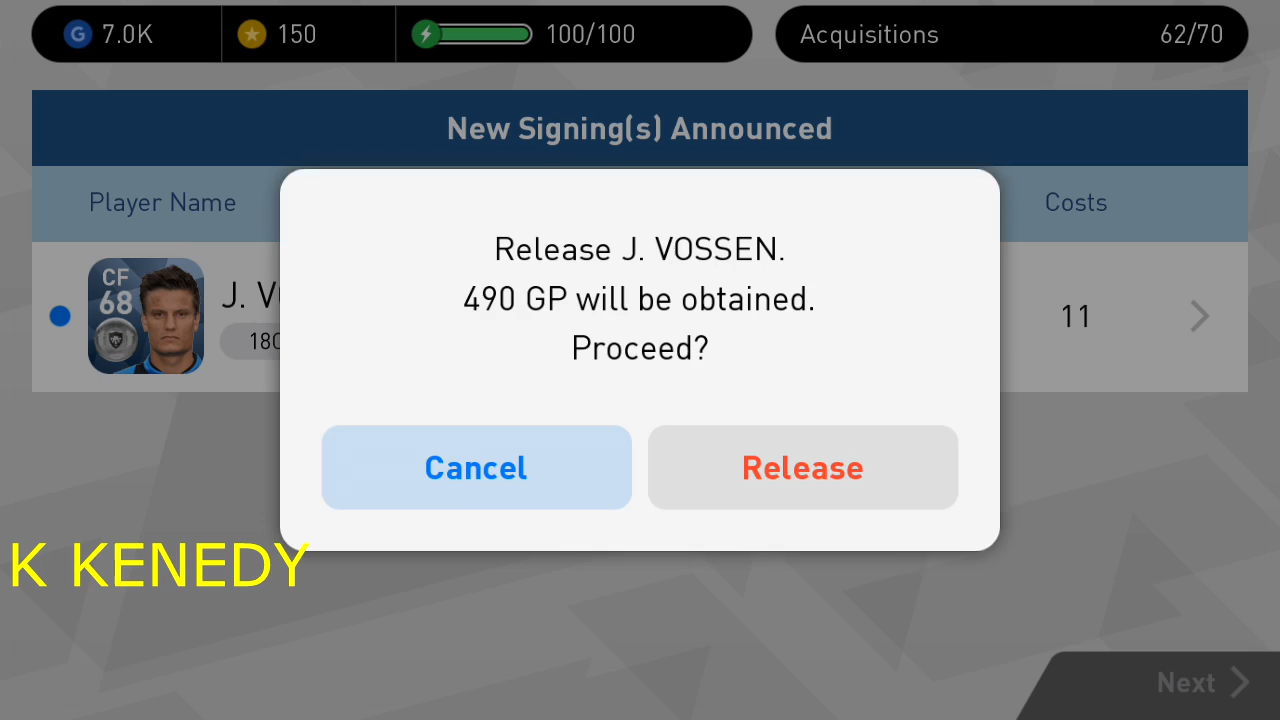 7.0K 150 100/100 Acquisitions 62/70
New Signing(s) Announced
Player Name Costs
Release J. VOSSEN.
490 GP will be obtained.
Proceed?
CF
68
J. V
180
11
Cancel Release
K KENEDY
Next